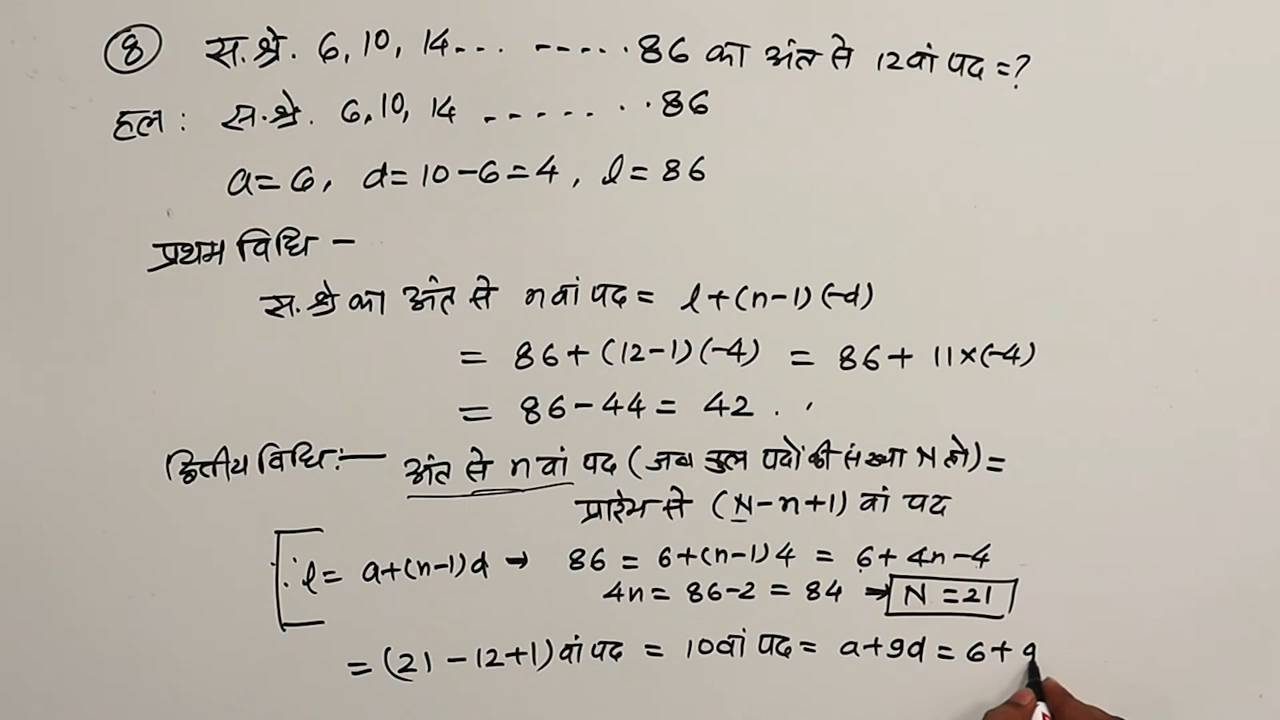 ⑧ स.श्रे. 6, 10, 14... .....86 का अंत से 12वां पद =?
हल : स.श्रे. 6, 10, 14 .......86
a = 6, d = 10-6 = 4, l = 86
प्रथम विधि -
स.श्रे का अंत से n वां पद = l+(n-1)(-d)
= 86+(12-1)(-4) = 86+ 11×(-4)
= 86-44 = 42 .
द्वितीय विधि:- अंत से n वां पद (जब कुल पदों की संख्या N हो) =
प्रारंभ से (N-n+1) वां पद
∵ l = a+(n-1)d → 86 = 6+(n-1)4 = 6+4n-4
4n = 86-2 = 84 ⇒ N = 21
= (21-12+1) वां पद = 10वां पद = a+9d = 6+9